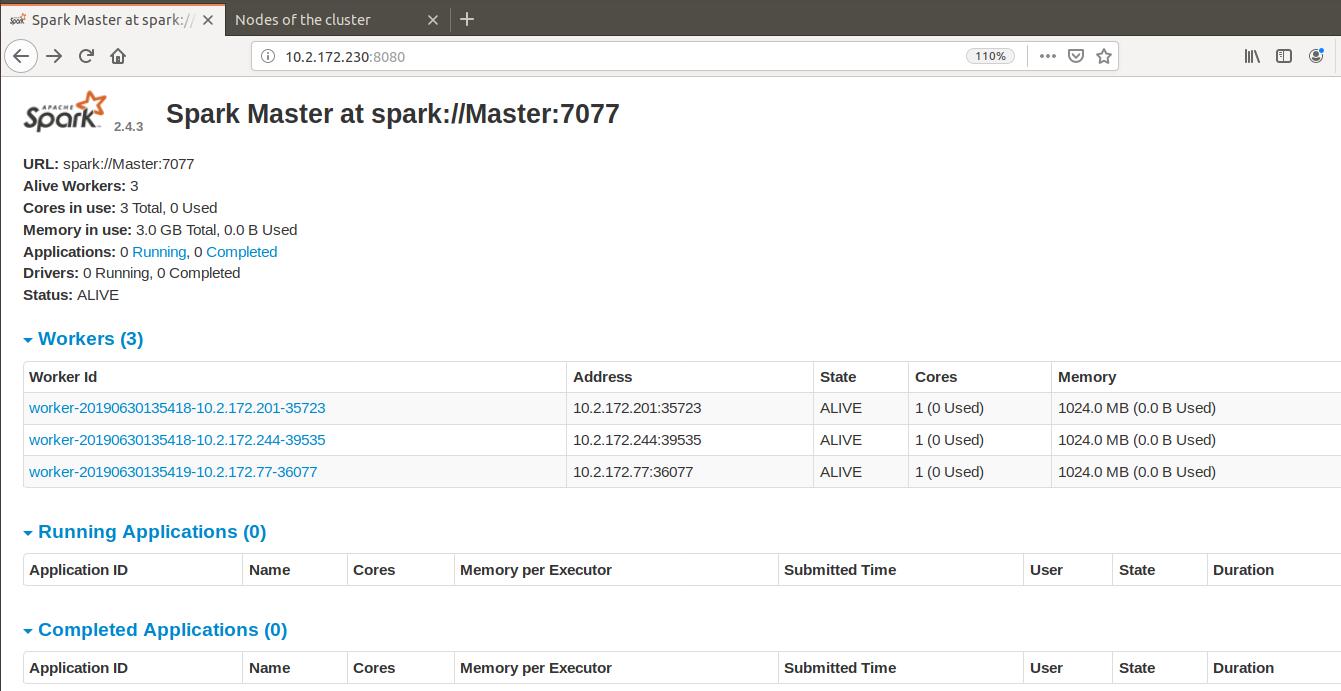 Spark Master at spark:// Nodes of the cluster
10.2.172.230:8080 110%
APACHE Spark 2.4.3 Spark Master at spark://Master:7077
URL: spark://Master:7077
Alive Workers: 3
Cores in use: 3 Total, 0 Used
Memory in use: 3.0 GB Total, 0.0 B Used
Applications: 0 Running, 0 Completed
Drivers: 0 Running, 0 Completed
Status: ALIVE
Workers (3)
Worker Id Address State Cores Memory
worker-20190630135418-10.2.172.201-35723 10.2.172.201:35723 ALIVE 1 (0 Used) 1024.0 MB (0.0 B Used)
worker-20190630135418-10.2.172.244-39535 10.2.172.244:39535 ALIVE 1 (0 Used) 1024.0 MB (0.0 B Used)
worker-20190630135419-10.2.172.77-36077 10.2.172.77:36077 ALIVE 1 (0 Used) 1024.0 MB (0.0 B Used)
Running Applications (0)
Application ID Name Cores Memory per Executor Submitted Time User State Duration
Completed Applications (0)
Application ID Name Cores Memory per Executor Submitted Time User State Duration